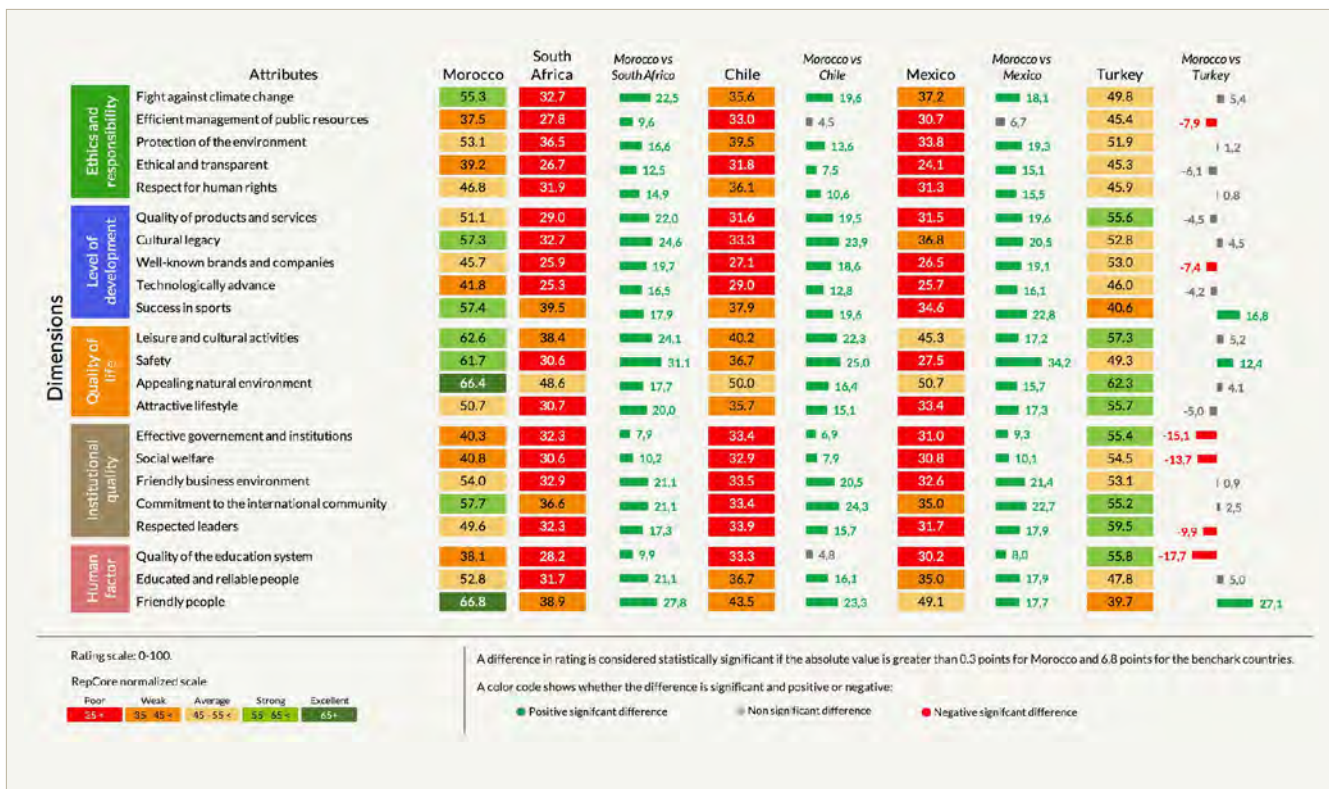 Attributes Morocco South Africa Morocco vs South Africa Chile Morocco vs Chile Mexico Morocco vs Mexico Turkey Morocco vs Turkey
Dimensions
Ethics and responsibility
Fight against climate change 55.3 32.7 22,5 35.6 19,6 37.2 18,1 49.8 5,4
Efficient management of public resources 37.5 27.8 9,6 33.0 4,5 30.7 6,7 45.4 -7,9
Protection of the environment 53.1 36.5 16,6 39.5 13,6 33.8 19,3 51.9 1,2
Ethical and transparent 39.2 26.7 12,5 31.8 7,5 24.1 15,1 45.3 -6,1
Respect for human rights 46.8 31.9 14,9 36.1 10,6 31.3 15,5 45.9 0,8
Level of development
Quality of products and services 51.1 29.0 22,0 31.6 19,5 31.5 19,6 55.6 -4,5
Cultural legacy 57.3 32.7 24,6 33.3 23,9 36.8 20,5 52.8 4,5
Well-known brands and companies 45.7 25.9 19,7 27.1 18,6 26.5 19,1 53.0 -7,4
Technologically advance 41.8 25.3 16,5 29.0 12,8 25.7 16,1 46.0 -4,2
Success in sports 57.4 39.5 17,9 37.9 19,6 34.6 22,8 40.6 16,8
Quality of life
Leisure and cultural activities 62.6 38.4 24,1 40.2 22,3 45.3 17,2 57.3 5,2
Safety 61.7 30.6 31,1 36.7 25,0 27.5 34,2 49.3 12,4
Appealing natural environment 66.4 48.6 17,7 50.0 16,4 50.7 15,7 62.3 4,1
Attractive lifestyle 50.7 30.7 20,0 35.7 15,1 33.4 17,3 55.7 -5,0
Institutional quality
Effective governement and institutions 40.3 32.3 7,9 33.4 6,9 31.0 9,3 55.4 -15,1
Social welfare 40.8 30.6 10,2 32.9 7,9 30.8 10,1 54.5 -13,7
Friendly business environment 54.0 32.9 21,1 33.5 20,5 32.6 21,4 53.1 0,9
Commitment to the international community 57.7 36.6 21,1 33.4 24,3 35.0 22,7 55.2 2,5
Respected leaders 49.6 32.3 17,3 33.9 15,7 31.7 17,9 59.5 -9,9
Human factor
Quality of the education system 38.1 28.2 9,9 33.3 4,8 30.2 8,0 55.8 -17,7
Educated and reliable people 52.8 31.7 21,1 36.7 16,1 35.0 17,9 47.8 5,0
Friendly people 66.8 38.9 27,8 43.5 23,3 49.1 17,7 39.7 27,1
Rating scale: 0-100.
RepCore normalized scale
Poor Weak Average Strong Excellent
35 < 35 - 45 < 45 - 55 < 55 - 65 < 65+
A difference in rating is considered statistically significant if the absolute value is greater than 0.3 points for Morocco and 6.8 points for the benchark countries.
A color code shows whether the difference is significant and positive or negative:
Positive signifcant difference Non significant difference Negative signifcant difference